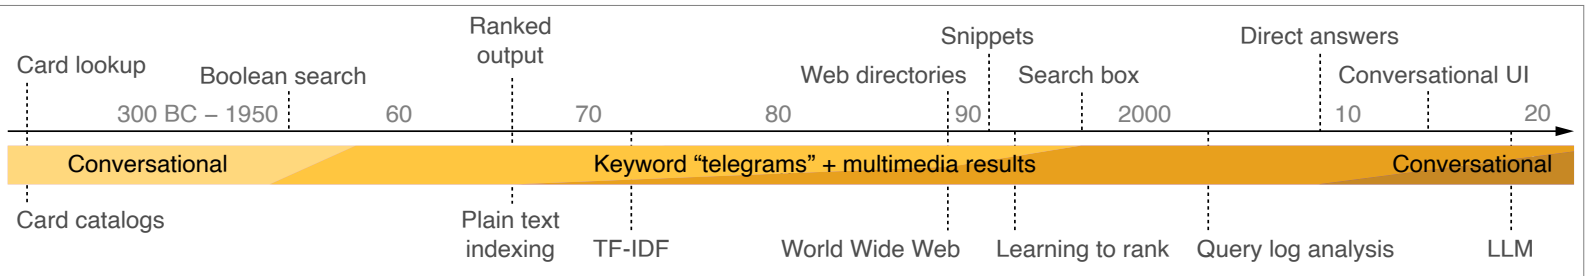 Ranked
output
Snippets
Direct answers
Card lookup
Boolean search
Web directories
Search box
Conversational UI
300 BC – 1950
60
70
80
90
2000
10
20
Conversational
Keyword “telegrams” + multimedia results
Conversational
Card catalogs
Plain text
indexing
TF-IDF
World Wide Web
Learning to rank
Query log analysis
LLM